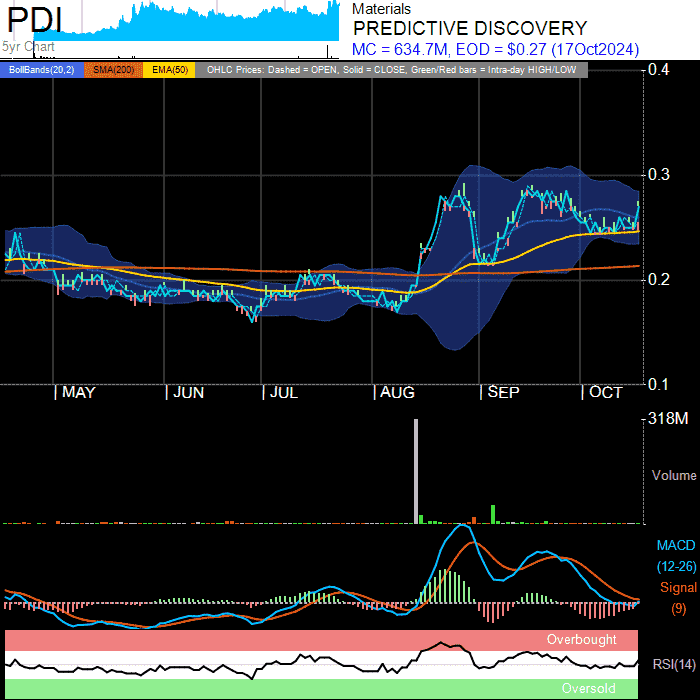 PDI
5yr Chart
Materials
PREDICTIVE DISCOVERY
MC = 634.7M, EOD = $0.27 (17Oct2024)
BollBands(20,2) SMA(200) EMA(50) OHLC Prices: Dashed = OPEN, Solid = CLOSE, Green/Red bars = Intra-day HIGH/LOW
0.4
0.3
0.2
0.1
MAY JUN JUL AUG SEP OCT
318M
Volume
MACD
(12-26)
Signal
(9)
Overbought
RSI(14)
Oversold